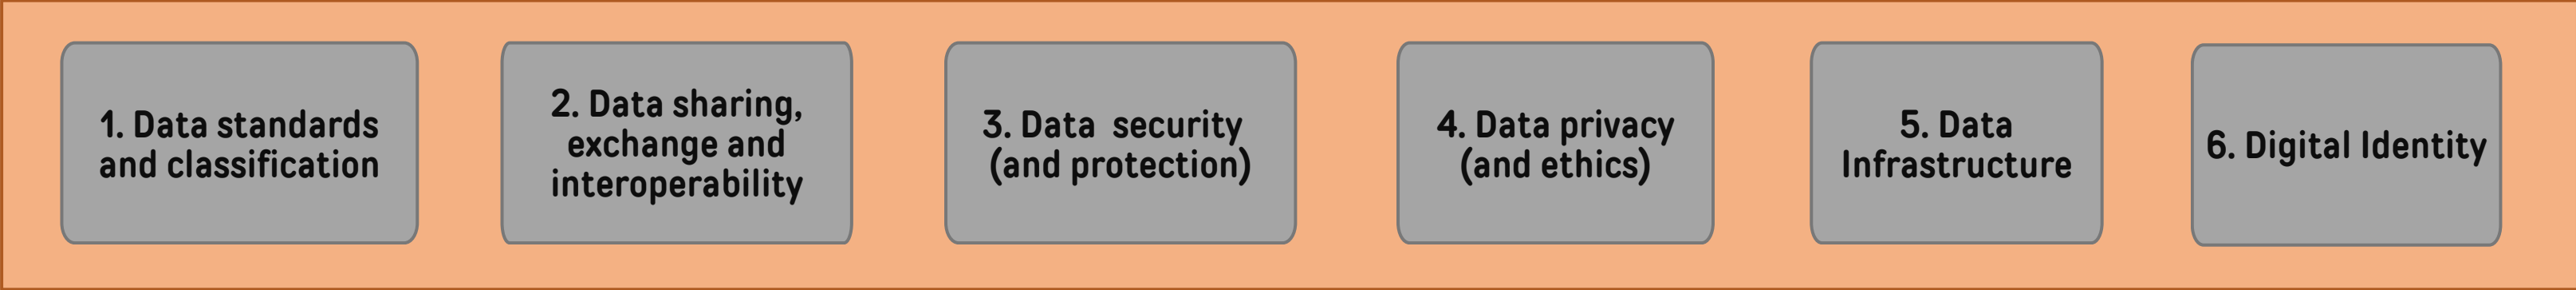 1. Data standards
and classification
2. Data sharing,
exchange and
interoperability
3. Data  security
(and protection)
4. Data privacy
(and ethics)
5. Data
Infrastructure
6. Digital Identity